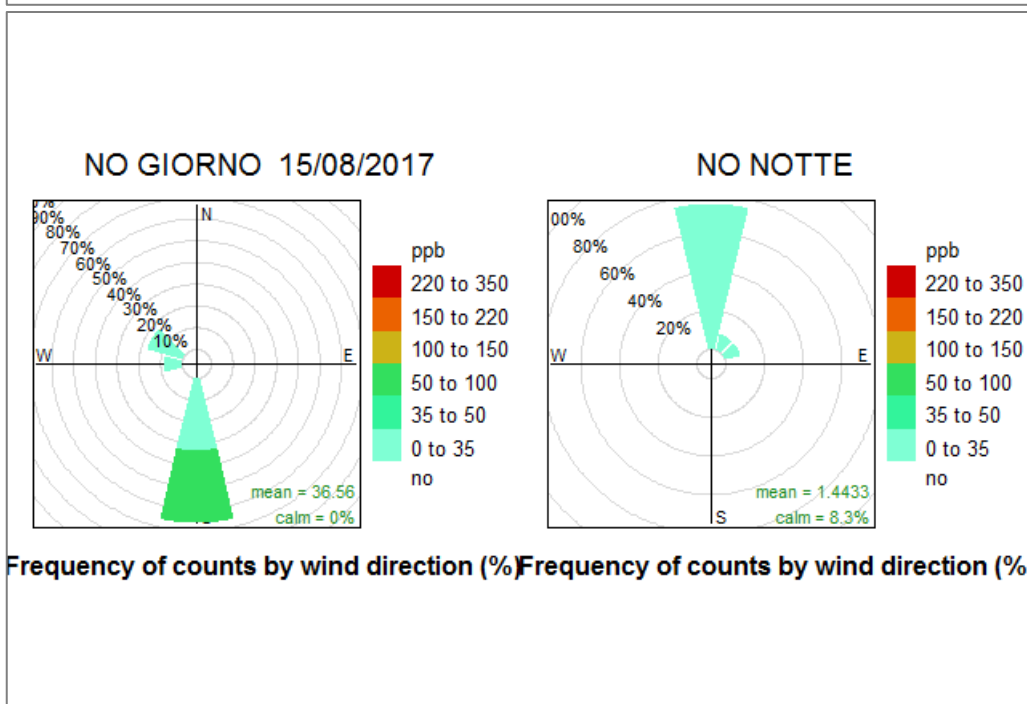 NO GIORNO 15/08/2017
NO NOTTE
N
90%
80%
70%
60%
50%
40%
30%
20%
10%
W
E
mean = 36.56
calm = 0%
ppb
220 to 350
150 to 220
100 to 150
50 to 100
35 to 50
0 to 35
no
00%
80%
60%
40%
20%
W
E
S
mean = 1.4433
calm = 8.3%
ppb
220 to 350
150 to 220
100 to 150
50 to 100
35 to 50
0 to 35
no
Frequency of counts by wind direction (%)
Frequency of counts by wind direction (%